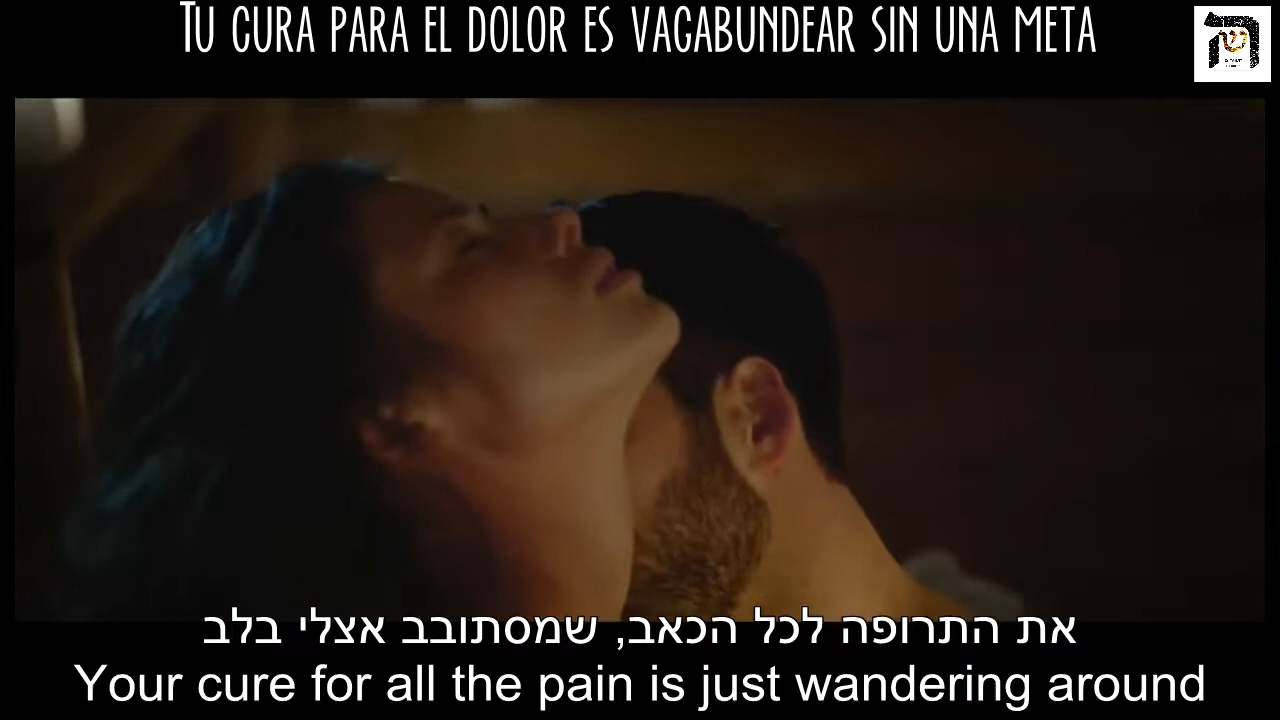 TU CURA PARA EL DOLOR ES VAGABUNDEAR SIN UNA META
את התרופה לכל הכאב, שמסתובב אצלי בלב
Your cure for all the pain is just wandering around